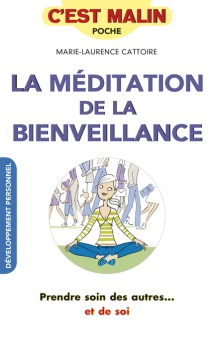 C'EST MALIN
POCHE
MARIE-LAURENCE CATTOIRE
LA MÉDITATION
DE LA
BIENVEILLANCE
DÉVELOPPEMENT PERSONNEL
Prendre soin des autres...
et de soi